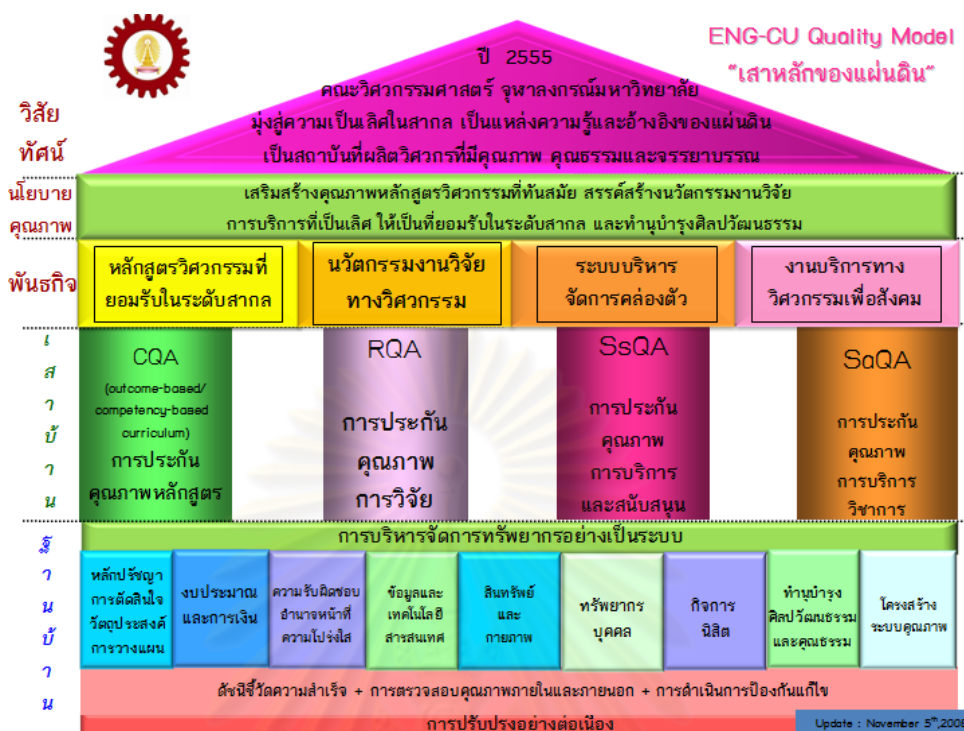 ENG-CU Quality Model
“เสาหลักของแผ่นดิน”
ปี 2555
คณะวิศวกรรมศาสตร์ จุฬาลงกรณ์มหาวิทยาลัย
มุ่งสู่ความเป็นเลิศในสากล เป็นแหล่งความรู้และอ้างอิงของแผ่นดิน
เป็นสถาบันที่ผลิตวิศวกรที่มีคุณภาพ คุณธรรมและจรรยาบรรณ
วิสัย
ทัศน์
นโยบาย
คุณภาพ
เสริมสร้างคุณภาพหลักสูตรวิศวกรรมที่ทันสมัย สรรค์สร้างนวัตกรรมงานวิจัย
การบริการที่เป็นเลิศ ให้เป็นที่ยอมรับในระดับสากล และทำนุบำรุงศิลปวัฒนธรรม
พันธกิจ
หลักสูตรวิศวกรรมที่
ยอมรับในระดับสากล
นวัตกรรมงานวิจัย
ทางวิศวกรรม
ระบบบริหาร
จัดการคล่องตัว
งานบริการทาง
วิศวกรรมเพื่อสังคม
เ
ส
า
บ้
า
น
CQA
(outcome-based/
competency-based
curriculum)
การประกัน
คุณภาพหลักสูตร
RQA
การประกัน
คุณภาพ
การวิจัย
SsQA
การประกัน
คุณภาพ
การบริการ
และสนับสนุน
SaQA
การประกัน
คุณภาพ
การบริการ
วิชาการ
ฐ
า
น
บ้
า
น
การบริหารจัดการทรัพยากรอย่างเป็นระบบ
หลักปรัชญา
การตัดสินใจ
วัตถุประสงค์
การวางแผน
งบประมาณ
และการเงิน
ความรับผิดชอบ
อำนาจหน้าที่
ความโปร่งใส
ข้อมูลและ
เทคโนโลยี
สารสนเทศ
สินทรัพย์
และ
กายภาพ
ทรัพยากร
บุคคล
กิจการ
นิสิต
ทำนุบำรุง
ศิลปวัฒนธรรม
และคุณธรรม
โครงสร้าง
ระบบคุณภาพ
ดัชนีชี้วัดความสำเร็จ + การตรวจสอบคุณภาพภายในและภายนอก + การดำเนินการป้องกันแก้ไข
การปรับปรุงอย่างต่อเนื่อง
Update : November 5th,2008